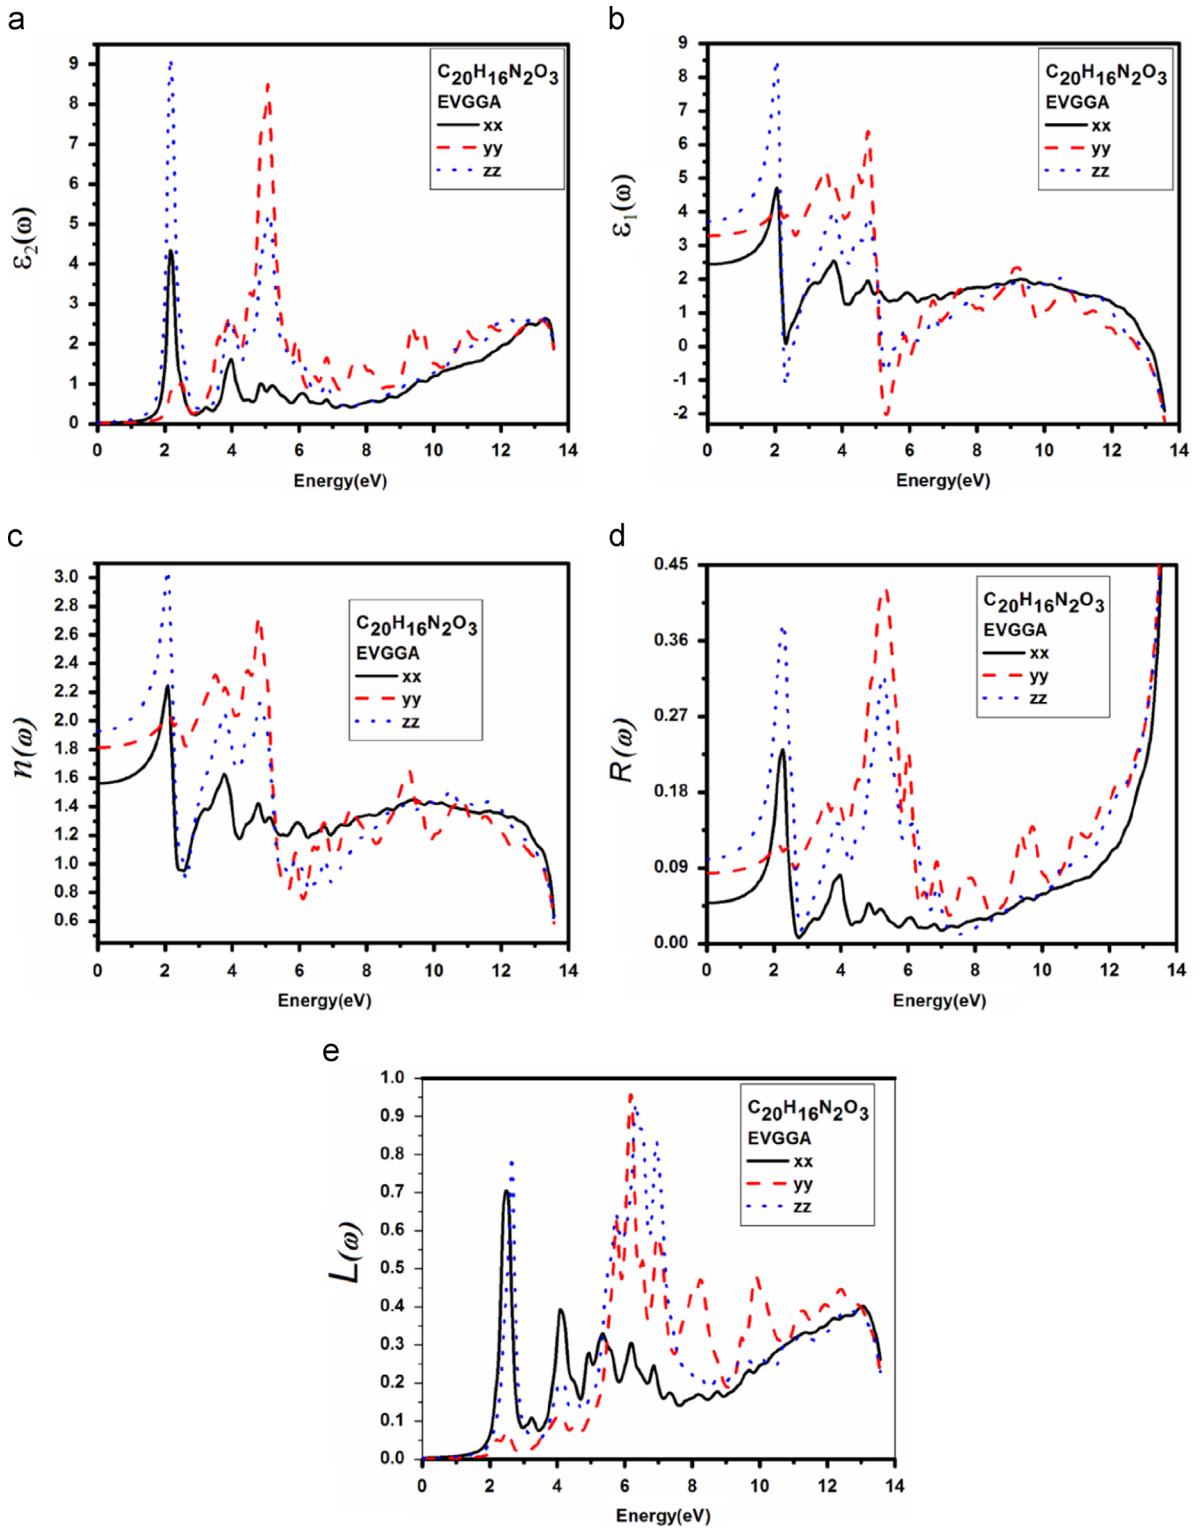 a
ε₂(ω)
9
8
7
6
5
4
3
2
1
0
C₂₀H₁₆N₂O₃
EVGGA
xx
yy
zz
0 2 4 6 8 10 12 14
Energy(eV)
b
ε₁(ω)
9
8
7
6
5
4
3
2
1
0
-1
-2
C₂₀H₁₆N₂O₃
EVGGA
xx
yy
zz
0 2 4 6 8 10 12 14
Energy(eV)
c
n(ω)
3.0
2.8
2.6
2.4
2.2
2.0
1.8
1.6
1.4
1.2
1.0
0.8
0.6
C₂₀H₁₆N₂O₃
EVGGA
xx
yy
zz
0 2 4 6 8 10 12 14
Energy(eV)
d
R(ω)
0.45
0.36
0.27
0.18
0.09
0.00
C₂₀H₁₆N₂O₃
EVGGA
xx
yy
zz
0 2 4 6 8 10 12 14
Energy(eV)
e
L(ω)
1.0
0.9
0.8
0.7
0.6
0.5
0.4
0.3
0.2
0.1
0.0
C₂₀H₁₆N₂O₃
EVGGA
xx
yy
zz
0 2 4 6 8 10 12 14
Energy(eV)